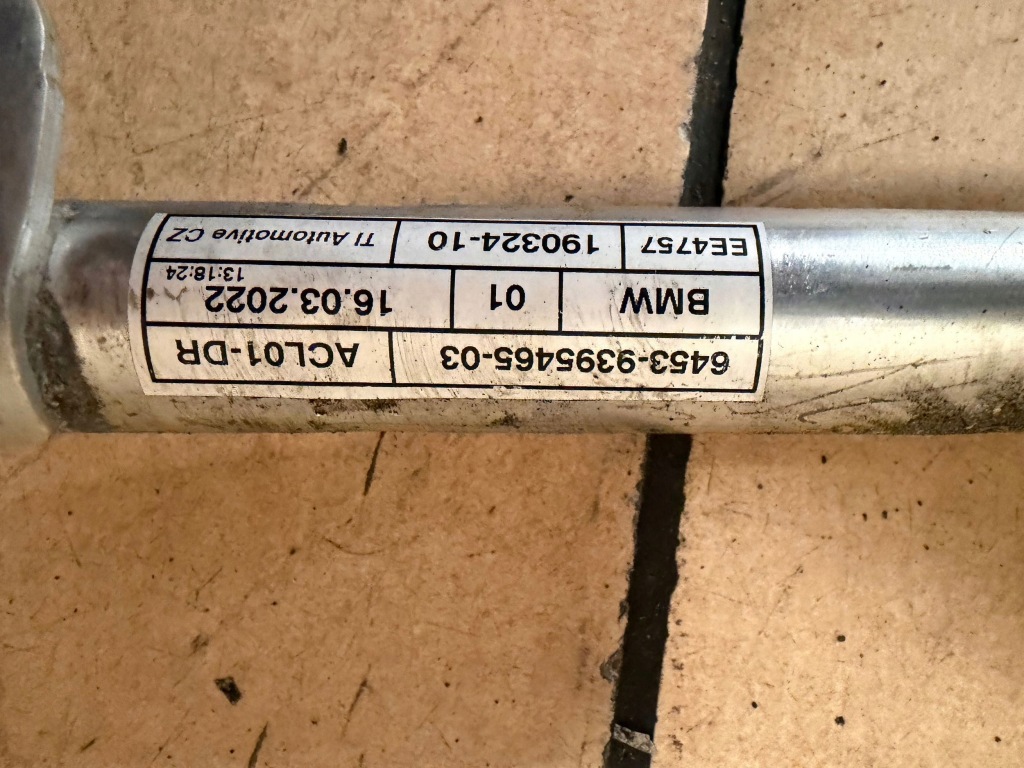 6453-9395465-03 ACL01-DR
BMW 01 16.03.2022 13:18:24
EE4757 190324-10 TI Automotive CZ